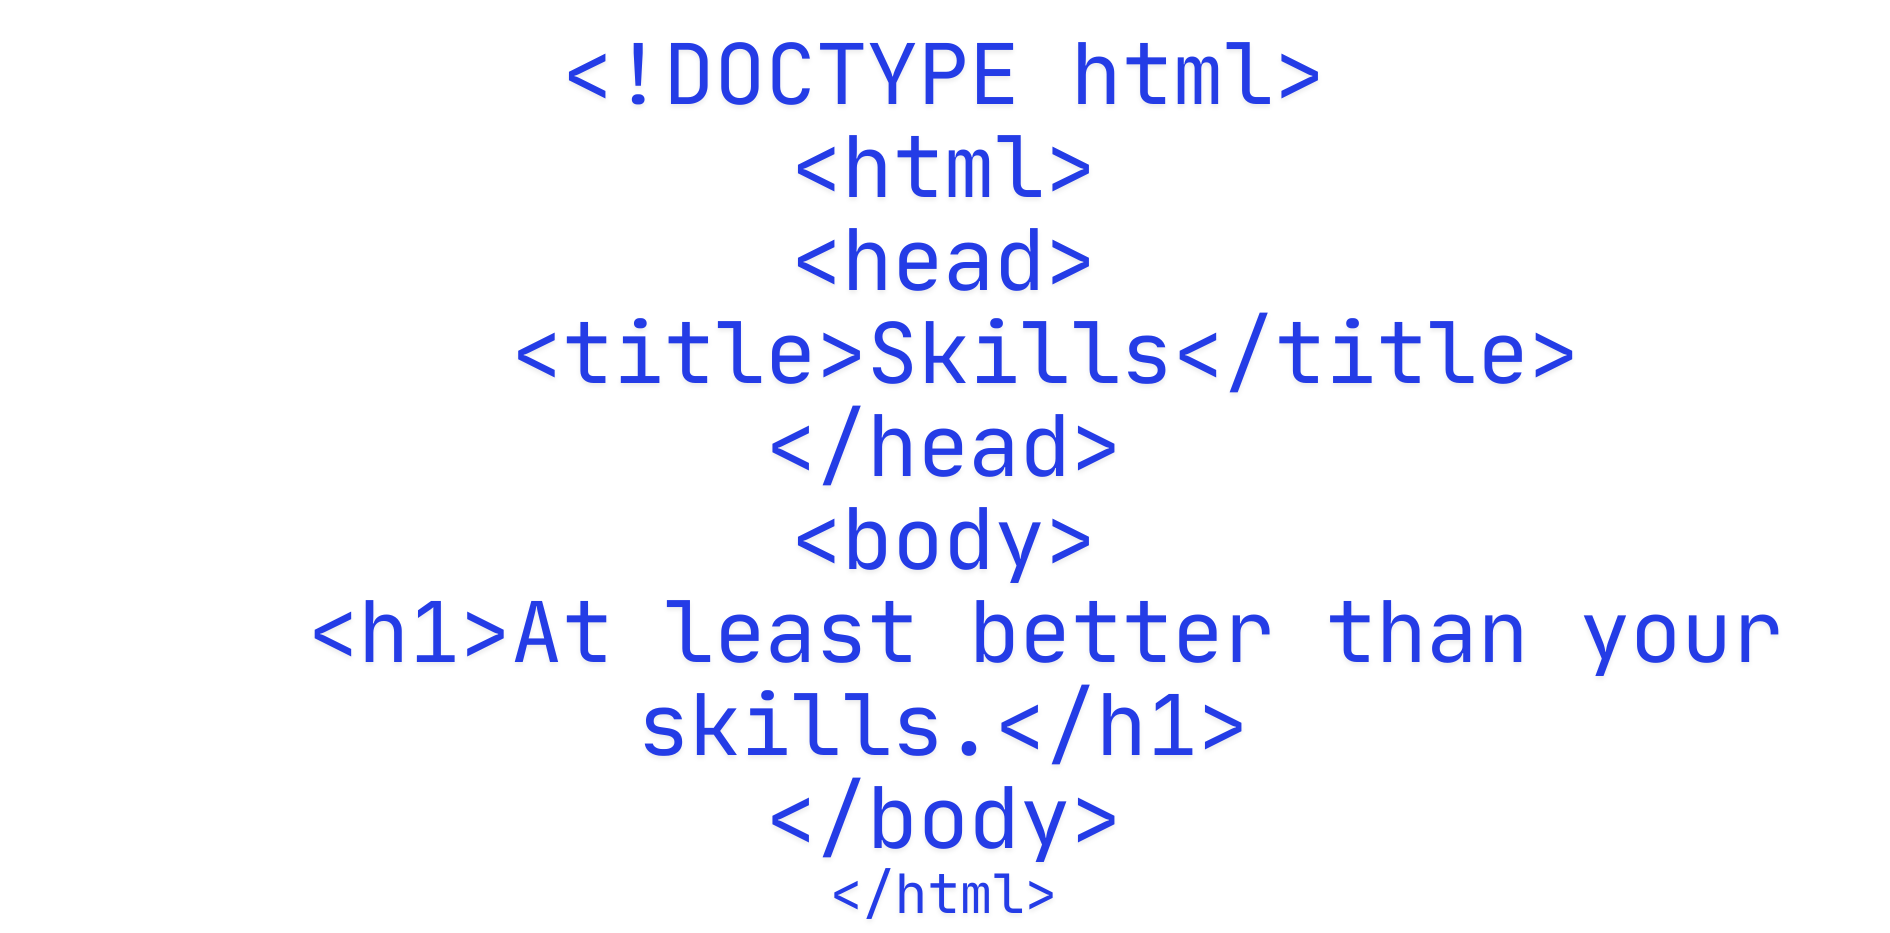 <!DOCTYPE html>
<html>
<head>
<title>Skills</title>
</head>
<body>
<h1>At least better than your
skills.</h1>
</body>
</html>